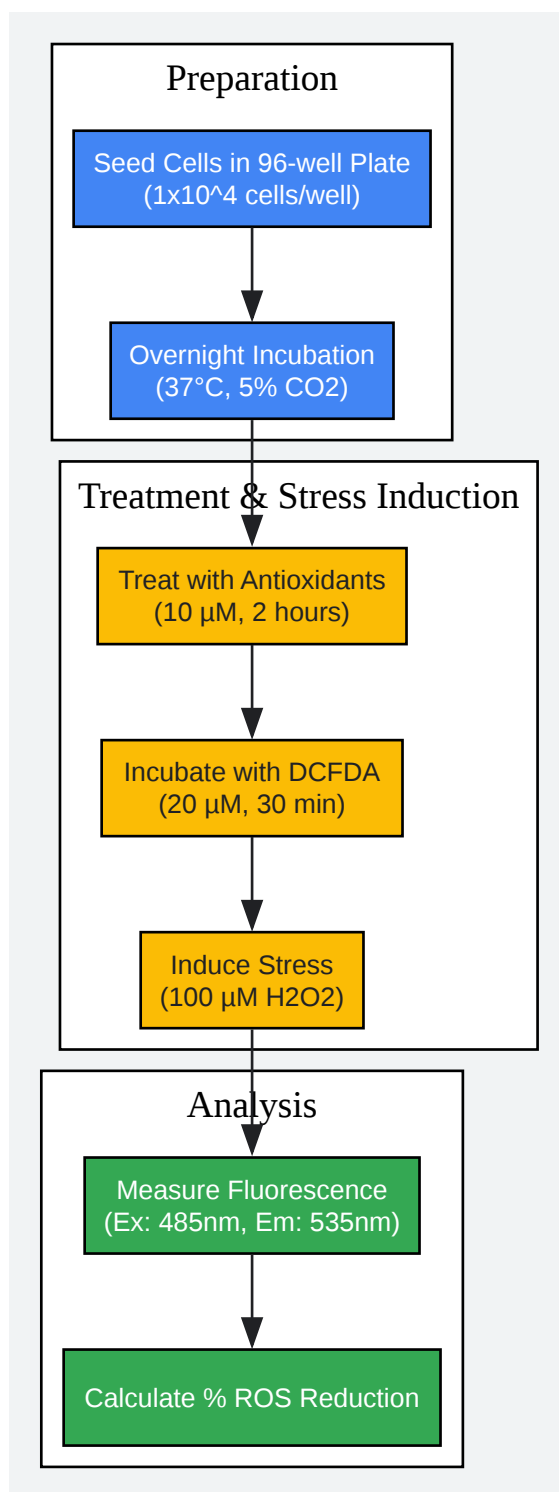 Preparation
Seed Cells in 96-well Plate
(1x10^4 cells/well)
Overnight Incubation
(37°C, 5% CO2)
Treatment & Stress Induction
Treat with Antioxidants
(10 µM, 2 hours)
Incubate with DCFDA
(20 µM, 30 min)
Induce Stress
(100 µM H2O2)
Analysis
Measure Fluorescence
(Ex: 485nm, Em: 535nm)
Calculate % ROS Reduction